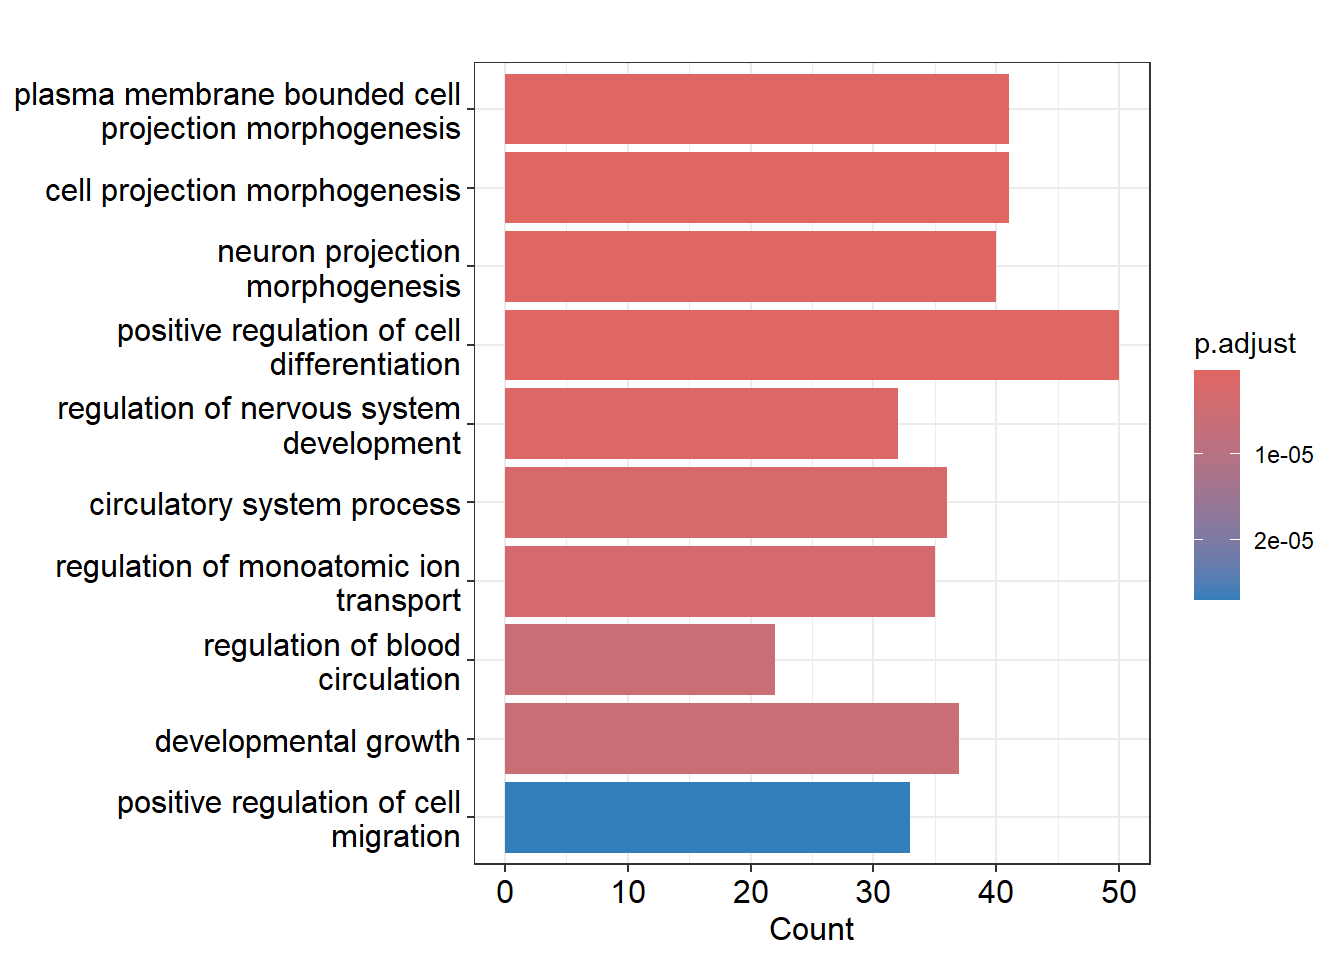 plasma membrane bounded cell
projection morphogenesis
cell projection morphogenesis
neuron projection
morphogenesis
positive regulation of cell
differentiation
regulation of nervous system
development
circulatory system process
regulation of monoatomic ion
transport
regulation of blood
circulation
developmental growth
positive regulation of cell
migration
0 10 20 30 40 50
Count
p.adjust
1e-05
2e-05